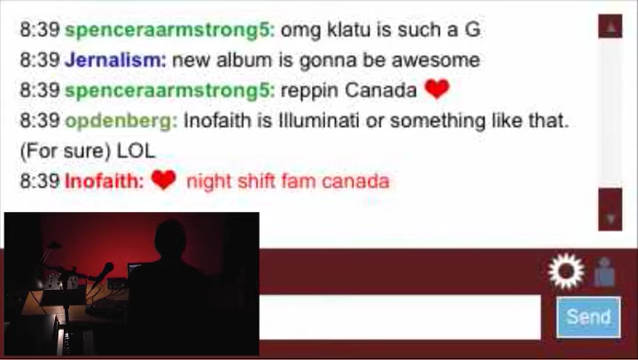 8:39 spenceraarmstrong5: omg klatu is such a G
8:39 Jernalism: new album is gonna be awesome
8:39 spenceraarmstrong5: reppin Canada ❤
8:39 opdenberg: Inofaith is Illuminati or something like that.
(For sure) LOL
8:39 Inofaith: ❤ night shift fam canada
Send